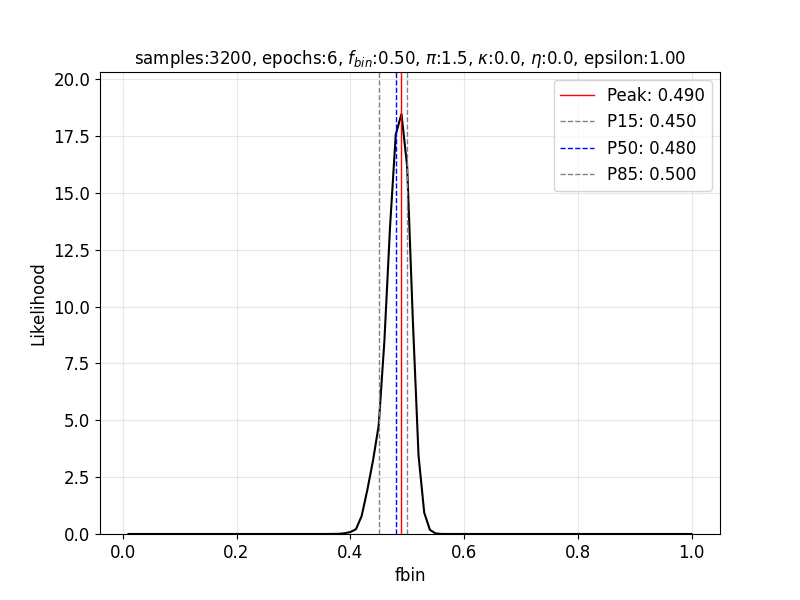 samples:3200, epochs:6, f_bin:0.50, π:1.5, κ:0.0, η:0.0, epsilon:1.00
20.0
17.5
15.0
12.5
10.0
7.5
5.0
2.5
0.0
Likelihood
Peak: 0.490
P15: 0.450
P50: 0.480
P85: 0.500
0.0 0.2 0.4 0.6 0.8 1.0
fbin